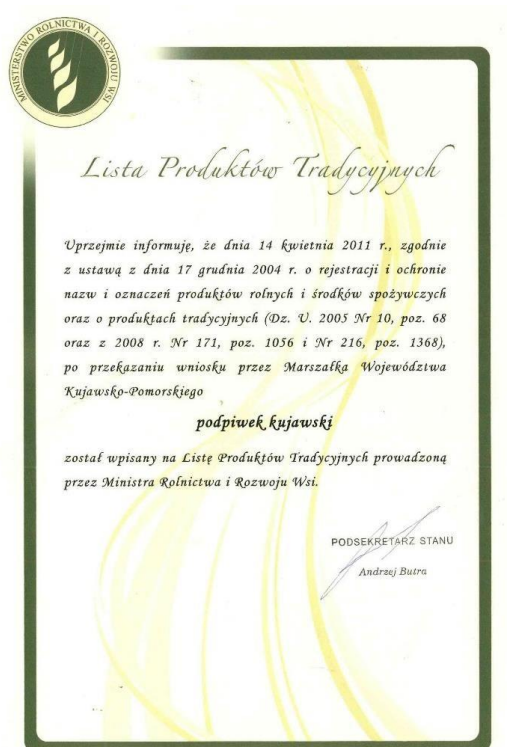 MINISTERSTWO ROLNICTWA I ROZWOJU WSI
Lista Produktów Tradycyjnych
Uprzejmie informuję, że dnia 14 kwietnia 2011 r., zgodnie
z ustawą z dnia 17 grudnia 2004 r. o rejestracji i ochronie
nazw i oznaczeń produktów rolnych i środków spożywczych
oraz o produktach tradycyjnych (Dz. U. 2005 Nr 10, poz. 68
oraz z 2008 r. Nr 171, poz. 1056 i Nr 216, poz. 1368),
po przekazaniu wniosku przez Marszałka Województwa
Kujawsko-Pomorskiego
podpiwek kujawski
został wpisany na Listę Produktów Tradycyjnych prowadzoną
przez Ministra Rolnictwa i Rozwoju Wsi.
PODSEKRETARZ STANU
Andrzej Butra